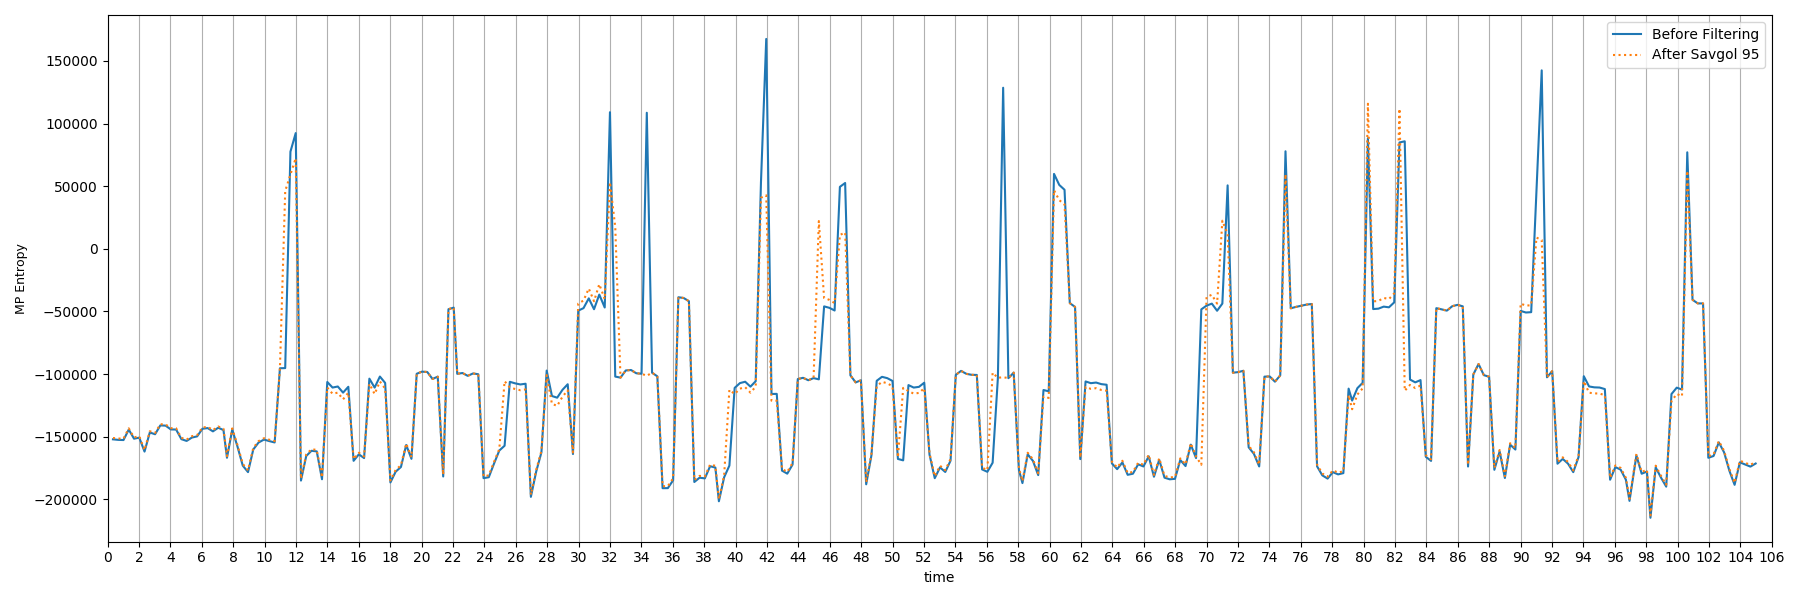 Before Filtering
After Savgol 95
150000
100000
50000
0
−50000
−100000
−150000
−200000
MP Entropy
0 2 4 6 8 10 12 14 16 18 20 22 24 26 28 30 32 34 36 38 40 42 44 46 48 50 52 54 56 58 60 62 64 66 68 70 72 74 76 78 80 82 84 86 88 90 92 94 96 98 100 102 104 106
time